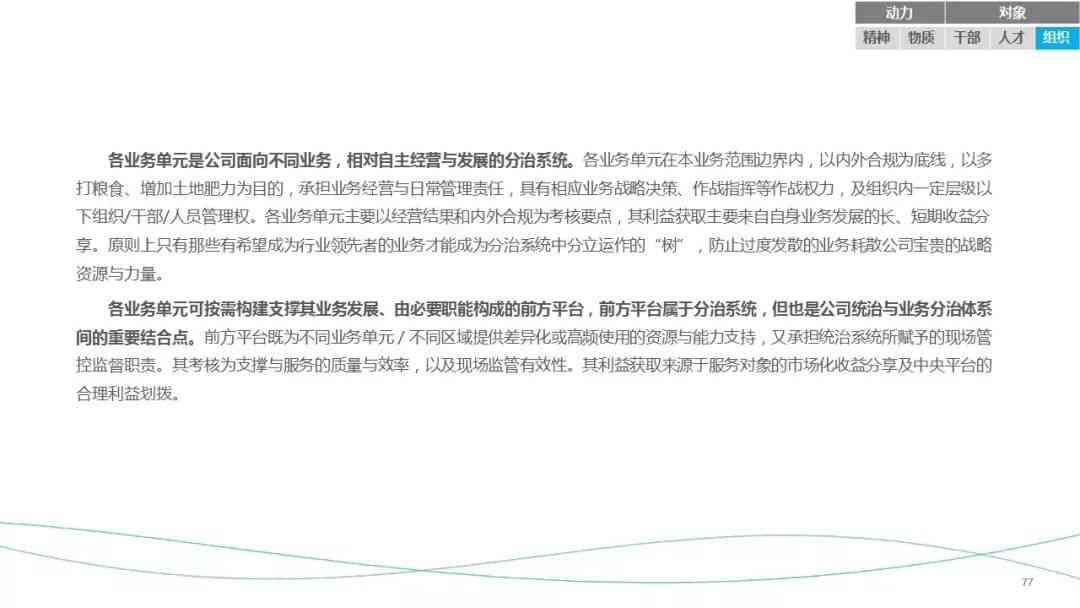 动力 对象
精神 物质 干部 人才 组织
各业务单元是公司面向不同业务，相对自主经营与发展的分治系统。各业务单元在本业务范围边界内，以内外合规为底线，以多
打粮食、增加土地肥力为目的，承担业务经营与日常管理责任，具有相应业务战略决策、作战指挥等作战权力，及组织内一定层级以
下组织/干部/人员管理权。各业务单元主要以经营结果和内外合规为考核要点，其利益获取主要来自自身业务发展的长、短期收益分
享。原则上只有那些有希望成为行业领先者的业务才能成为分治系统中分立运作的“树”，防止过度发散的业务耗散公司宝贵的战略
资源与力量。
各业务单元可按需构建支撑其业务发展、由必要职能构成的前方平台，前方平台属于分治系统，但也是公司统治与业务分治体系
间的重要结合点。前方平台既为不同业务单元 / 不同区域提供差异化或高频使用的资源与能力支持，又承担统治系统所赋予的现场管
控监督职责。其考核为支撑与服务的质量与效率，以及现场监管有效性。其利益获取来源于服务对象的市场化收益分享及中央平台的
合理利益划拨。
77